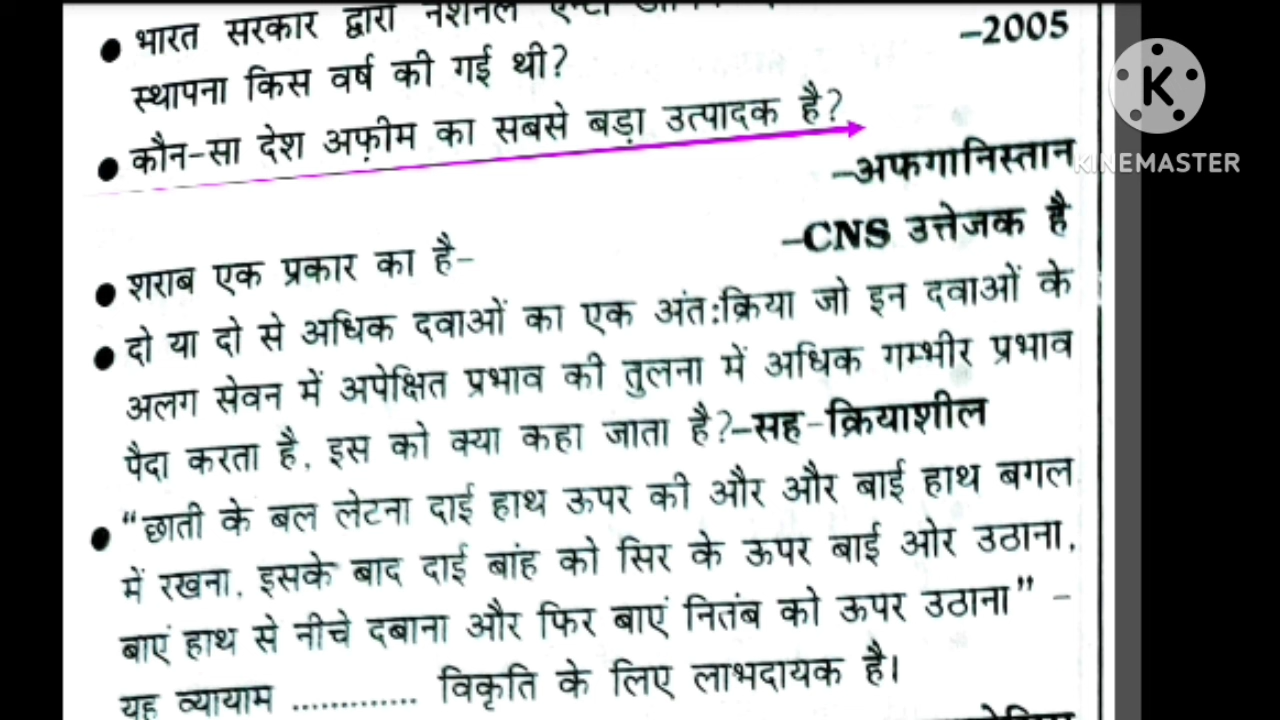 भारत सरकार द्वारा नेशनल एन्टी
स्थापना किस वर्ष की गई थी? –2005
कौन-सा देश अफ़ीम का सबसे बड़ा उत्पादक है?
–अफगानिस्तान
शराब एक प्रकार का है– –CNS उत्तेजक है
दो या दो से अधिक दवाओं का एक अंत:क्रिया जो इन दवाओं के
अलग सेवन में अपेक्षित प्रभाव की तुलना में अधिक गम्भीर प्रभाव
पैदा करता है, इस को क्या कहा जाता है?–सह-क्रियाशील
“छाती के बल लेटना दाई हाथ ऊपर की और और बाई हाथ बगल
में रखना, इसके बाद दाई बांह को सिर के ऊपर बाई ओर उठाना,
बाएं हाथ से नीचे दबाना और फिर बाएं नितंब को ऊपर उठाना” –
यह व्यायाम ............. विकृति के लिए लाभदायक है।
KINEMASTER